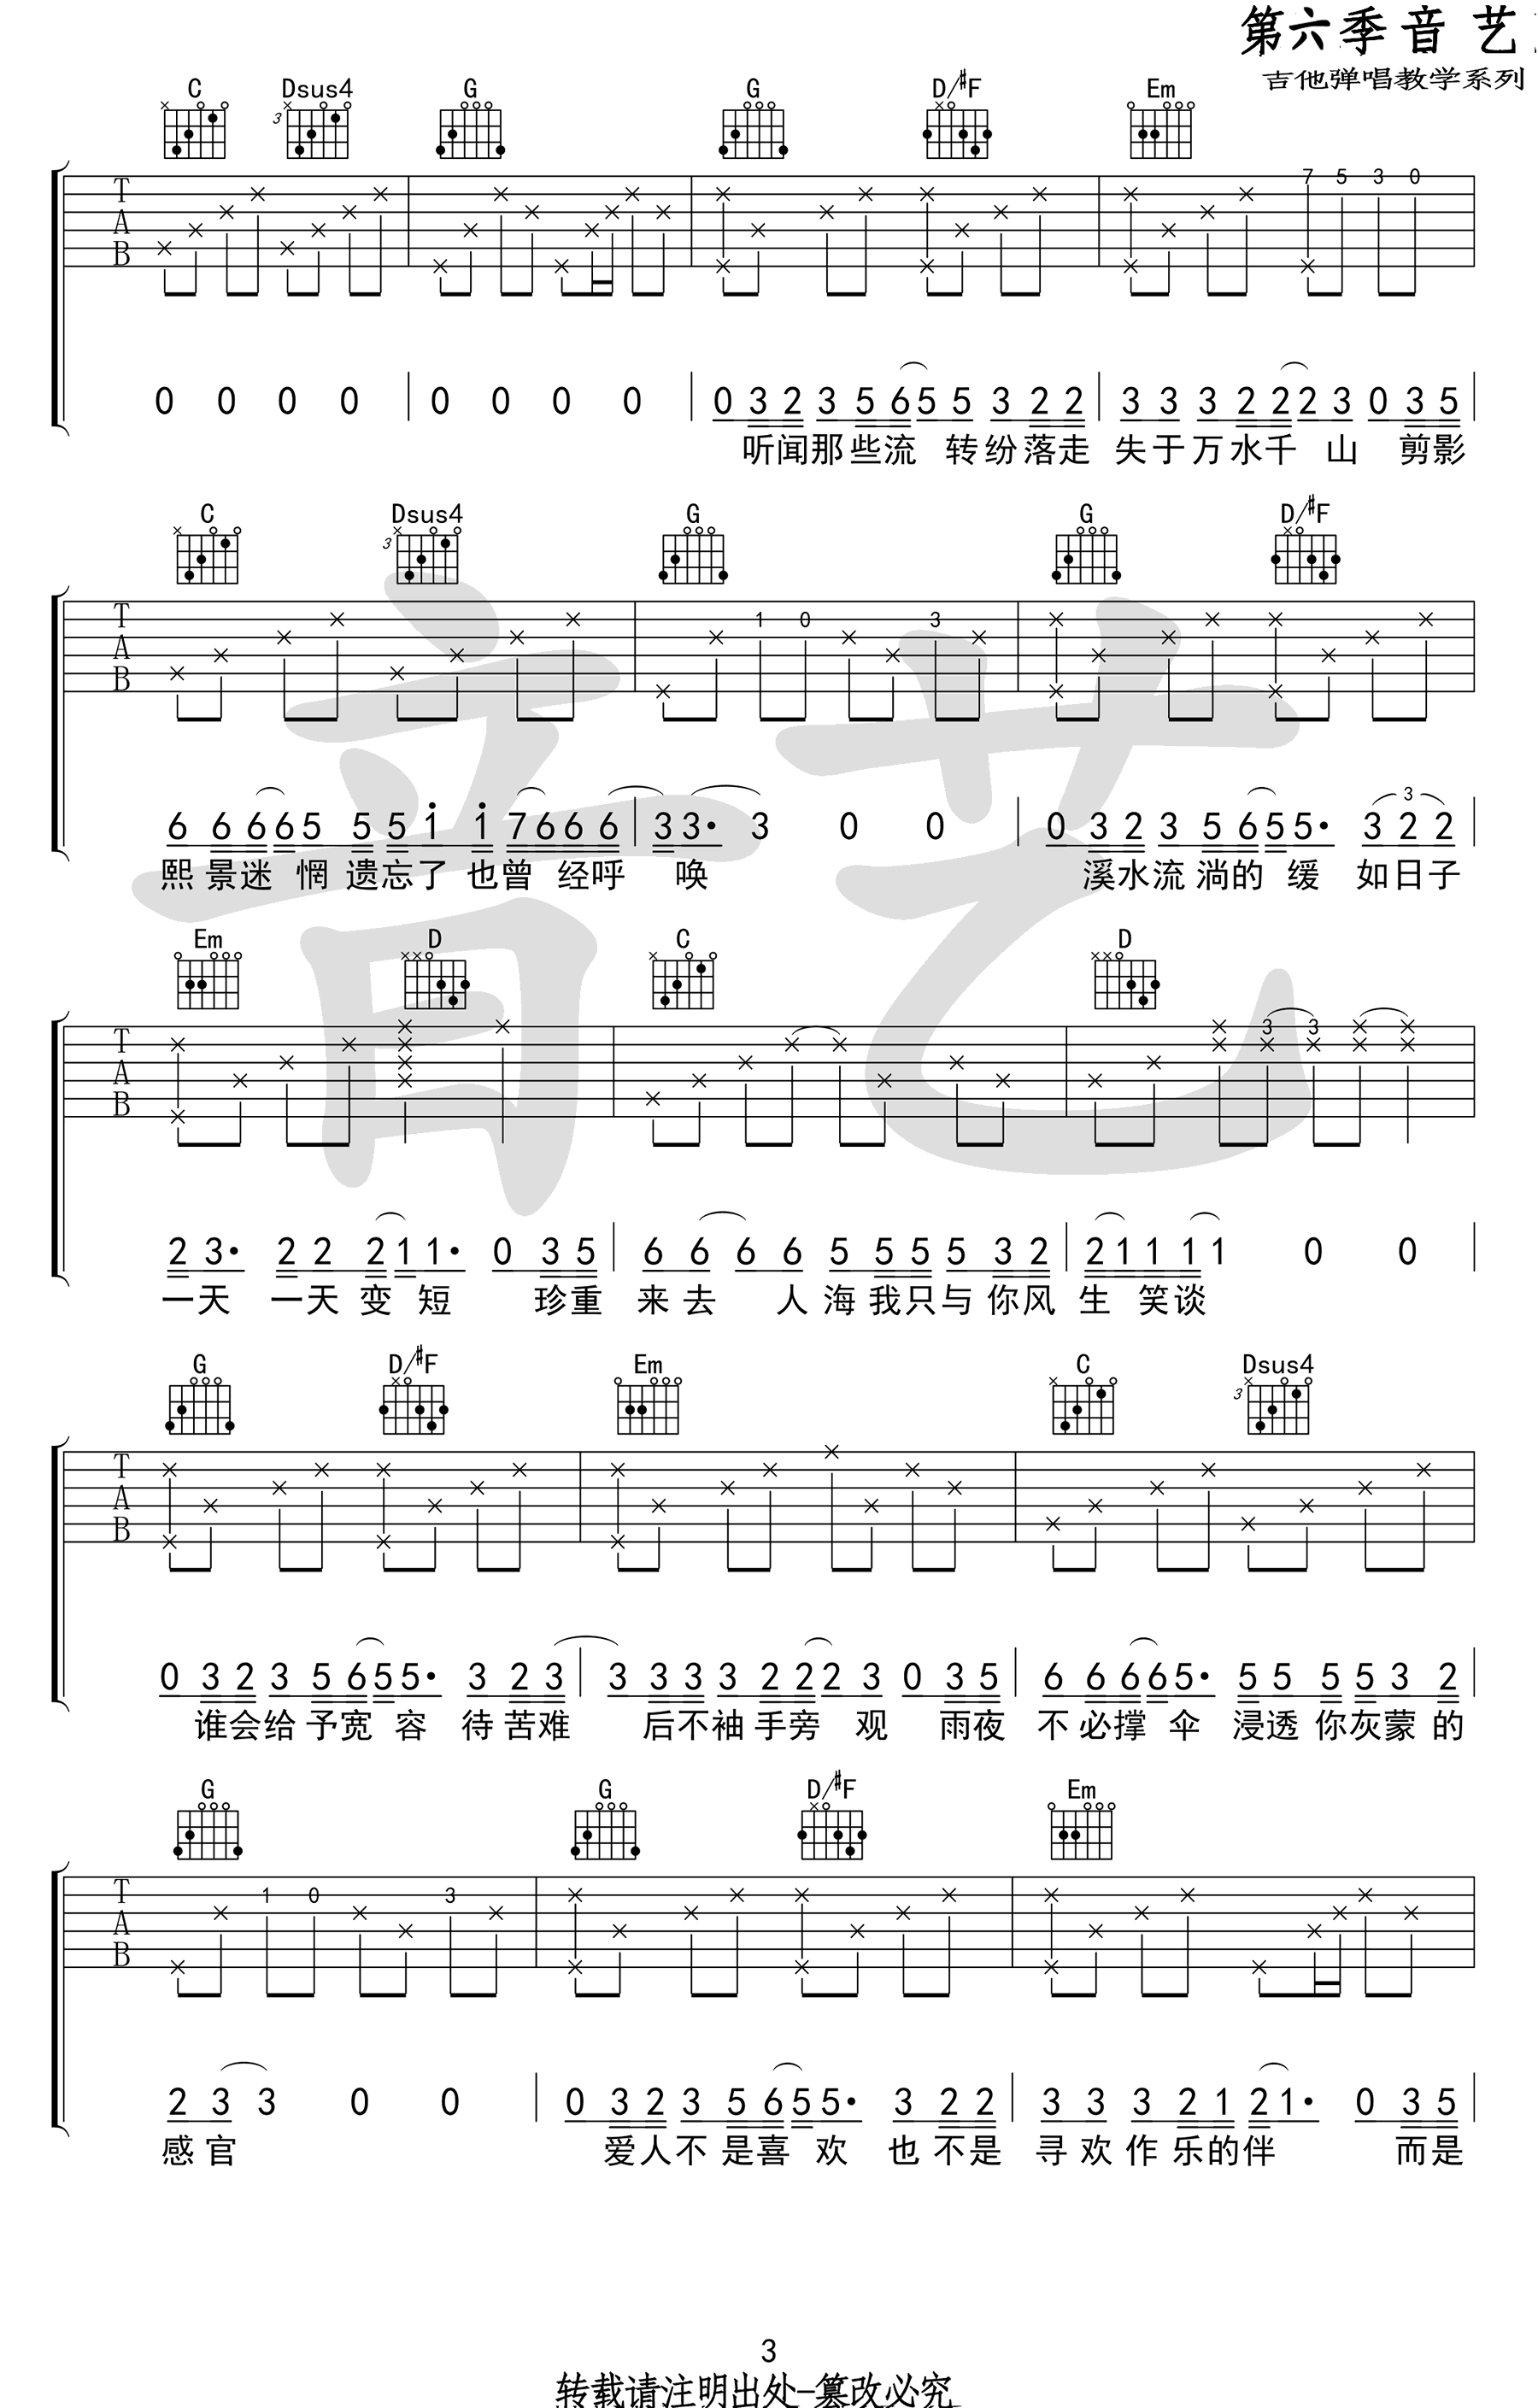 第六季音艺
吉他弹唱教学系列
C Dsus4 G G D/#F Em
3
T
A
B
7 5 3 0
0 0 0 0 0 0 0 0 0 3 2 3 5 6 5 5 3 2 2 3 3 3 2 2 2 3 0 3 5
听闻那些流 转纷落走 失于万水千 山 剪影
C Dsus4 G G D/#F
3
T
A
B
1 0 3
6 6 6 6 5 5 5 1 1 7 6 6 6 3 3· 3 0 0 0 3 2 3 5 6 5 5· 3 2 2
3
熙景迷 惘 遗忘了 也曾 经呼 唤 溪水流淌的 缓 如日子
Em D C D
T
A
B
3 3
2 3· 2 2 2 1 1· 0 3 5 6 6 6 6 5 5 5 5 3 2 2 1 1 1 1 0 0
一天 一天 变 短 珍重 来去 人海我只与你风 生 笑谈
G D/#F Em C Dsus4
3
T
A
B
0 3 2 3 5 6 5 5· 3 2 3 3 3 3 3 2 2 2 3 0 3 5 6 6 6 6 5· 5 5 5 5 3 2
谁会给予宽 容 待苦难 后不袖手旁 观 雨夜 不必撑 伞 浸透你灰蒙的
G G D/#F Em
T
A
B
1 0 3
2 3 3 0 0 0 3 2 3 5 6 5 5· 3 2 2 3 3 3 2 1 2 1· 0 3 5
感官 爱人不是喜 欢 也不是 寻欢作乐的伴 而是
3
转载请注明出处-篡改必究
音艺